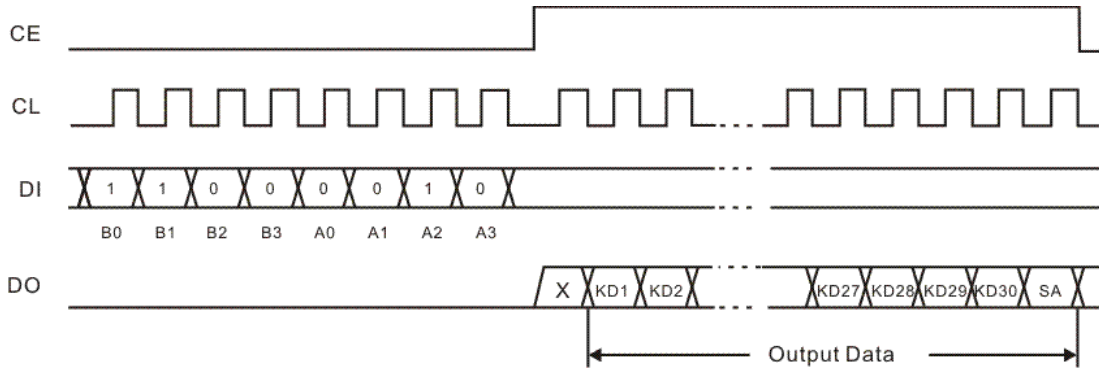 CE
CL
DI 1 1 0 0 0 0 1 0
B0 B1 B2 B3 A0 A1 A2 A3
DO X KD1 KD2 KD27 KD28 KD29 KD30 SA
Output Data